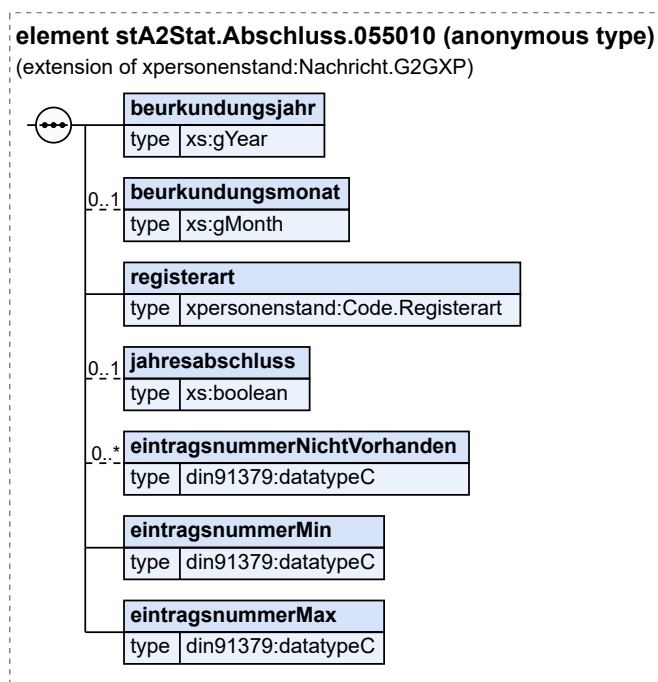 element stA2Stat.Abschluss.055010 (anonymous type)
(extension of xpersonenstand:Nachricht.G2GXP)
beurkundungsjahr
type xs:gYear
0..1 beurkundungsmonat
type xs:gMonth
registerart
type xpersonenstand:Code.Registerart
0..1 jahresabschluss
type xs:boolean
0..* eintragsnummerNichtVorhanden
type din91379:datatypeC
eintragsnummerMin
type din91379:datatypeC
eintragsnummerMax
type din91379:datatypeC